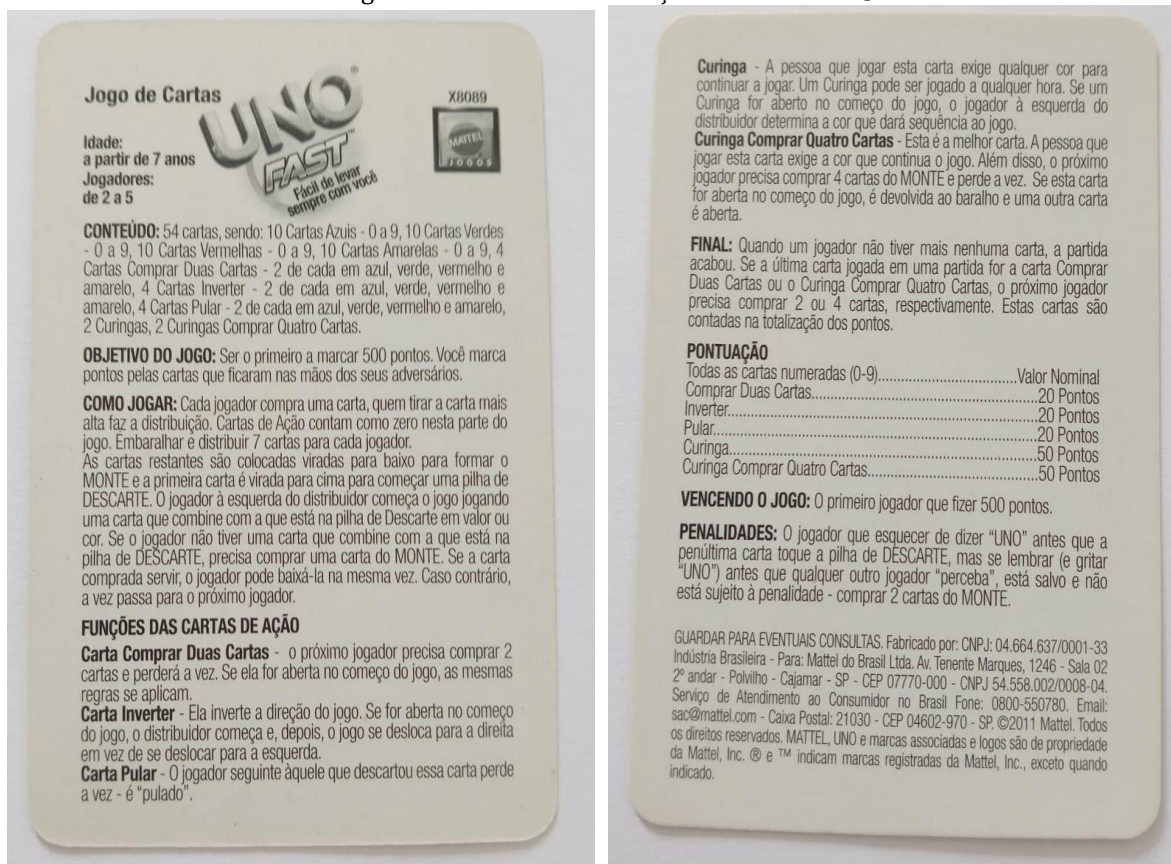 Jogo de Cartas
UNO
®
FAST
Fácil de levar
sempre com você
X8089
MATTEL
JOGOS
Idade:
a partir de 7 anos
Jogadores:
de 2 a 5
CONTEÚDO: 54 cartas, sendo: 10 Cartas Azuis - 0 a 9, 10 Cartas Verdes
- 0 a 9, 10 Cartas Vermelhas - 0 a 9, 10 Cartas Amarelas - 0 a 9, 4
Cartas Comprar Duas Cartas - 2 de cada em azul, verde, vermelho e
amarelo, 4 Cartas Inverter - 2 de cada em azul, verde, vermelho e
amarelo, 4 Cartas Pular - 2 de cada em azul, verde, vermelho e amarelo,
2 Curingas, 2 Curingas Comprar Quatro Cartas.
OBJETIVO DO JOGO: Ser o primeiro a marcar 500 pontos. Você marca
pontos pelas cartas que ficaram nas mãos dos seus adversários.
COMO JOGAR: Cada jogador compra uma carta, quem tirar a carta mais
alta faz a distribuição. Cartas de Ação contam como zero nesta parte do
jogo. Embaralhar e distribuir 7 cartas para cada jogador.
As cartas restantes são colocadas viradas para baixo para formar o
MONTE e a primeira carta é virada para cima para começar uma pilha de
DESCARTE. O jogador à esquerda do distribuidor começa o jogo jogando
uma carta que combine com a que está na pilha de Descarte em valor ou
cor. Se o jogador não tiver uma carta que combine com a que está na
pilha de DESCARTE, precisa comprar uma carta do MONTE. Se a carta
comprada servir, o jogador pode baixá-la na mesma vez. Caso contrário,
a vez passa para o próximo jogador.
FUNÇÕES DAS CARTAS DE AÇÃO
Carta Comprar Duas Cartas - o próximo jogador precisa comprar 2
cartas e perderá a vez. Se ela for aberta no começo do jogo, as mesmas
regras se aplicam.
Carta Inverter - Ela inverte a direção do jogo. Se for aberta no começo
do jogo, o distribuidor começa e, depois, o jogo se desloca para a direita
em vez de se deslocar para a esquerda.
Carta Pular - O jogador seguinte àquele que descartou essa carta perde
a vez - é “pulado”.
Curinga - A pessoa que jogar esta carta exige qualquer cor para
continuar a jogar. Um Curinga pode ser jogado a qualquer hora. Se um
Curinga for aberto no começo do jogo, o jogador à esquerda do
distribuidor determina a cor que dará sequência ao jogo.
Curinga Comprar Quatro Cartas - Esta é a melhor carta. A pessoa que
jogar esta carta exige a cor que continua o jogo. Além disso, o próximo
jogador precisa comprar 4 cartas do MONTE e perde a vez. Se esta carta
for aberta no começo do jogo, é devolvida ao baralho e uma outra carta
é aberta.
FINAL: Quando um jogador não tiver mais nenhuma carta, a partida
acabou. Se a última carta jogada em uma partida for a carta Comprar
Duas Cartas ou o Curinga Comprar Quatro Cartas, o próximo jogador
precisa comprar 2 ou 4 cartas, respectivamente. Estas cartas são
contadas na totalização dos pontos.
PONTUAÇÃO
Todas as cartas numeradas (0-9)..................................Valor Nominal
Comprar Duas Cartas.......................................................20 Pontos
Inverter............................................................................20 Pontos
Pular................................................................................20 Pontos
Curinga............................................................................50 Pontos
Curinga Comprar Quatro Cartas.........................................50 Pontos
VENCENDO O JOGO: O primeiro jogador que fizer 500 pontos.
PENALIDADES: O jogador que esquecer de dizer “UNO” antes que a
penúltima carta toque a pilha de DESCARTE, mas se lembrar (e gritar
“UNO”) antes que qualquer outro jogador “perceba”, está salvo e não
está sujeito à penalidade - comprar 2 cartas do MONTE.
GUARDAR PARA EVENTUAIS CONSULTAS. Fabricado por: CNPJ: 04.664.637/0001-33
Indústria Brasileira - Para: Mattel do Brasil Ltda. Av. Tenente Marques, 1246 - Sala 02
2º andar - Polvilho - Cajamar - SP - CEP 07770-000 - CNPJ 54.558.002/0008-04.
Serviço de Atendimento ao Consumidor no Brasil Fone: 0800-550780. Email:
sac@mattel.com - Caixa Postal: 21030 - CEP 04602-970 - SP. ©2011 Mattel. Todos
os direitos reservados. MATTEL, UNO e marcas associadas e logos são de propriedade
da Mattel, Inc. ® e ™ indicam marcas registradas da Mattel, Inc., exceto quando
indicado.